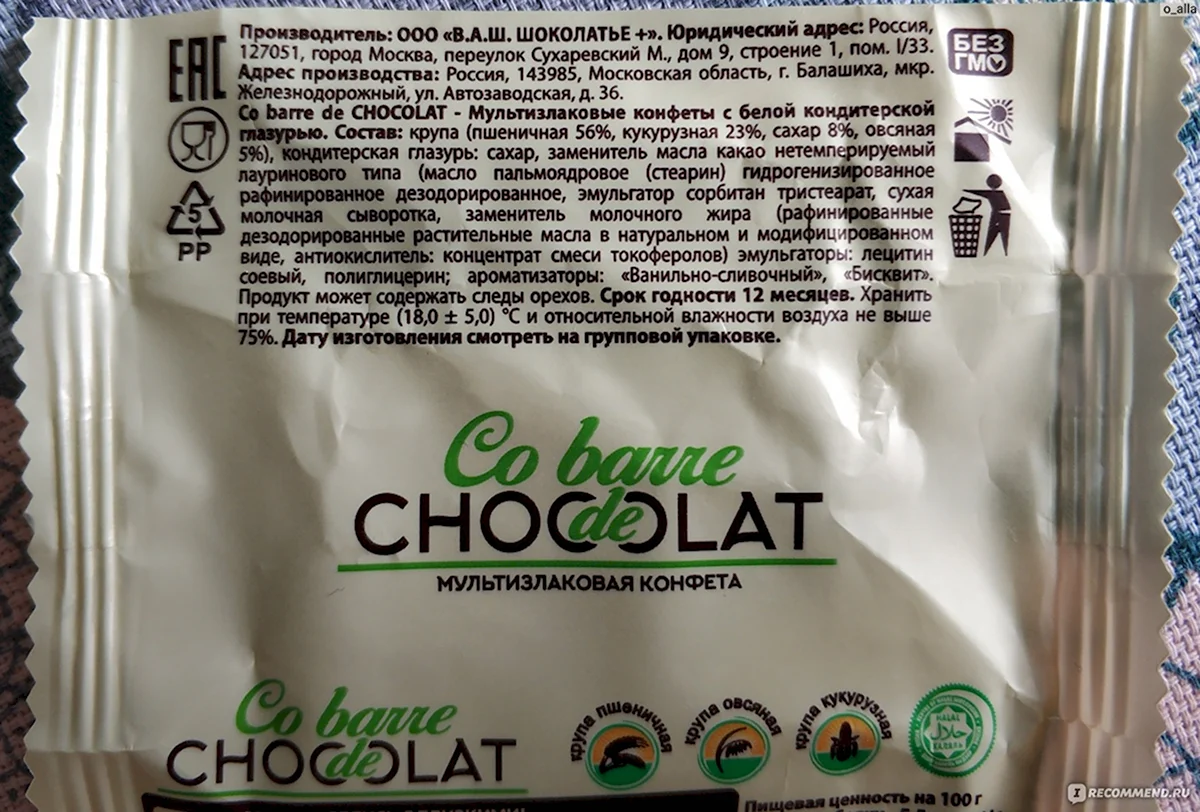 o_alla
Производитель: ООО «В.А.Ш. ШОКОЛАТЬЕ +». Юридический адрес: Россия,
127051, город Москва, переулок Сухаревский М., дом 9, строение 1, пом. I/33.
Адрес производства: Россия, 143985, Московская область, г. Балашиха, мкр.
Железнодорожный, ул. Автозаводская, д. 36.
Co barre de CHOCOLAT - Мультизлаковые конфеты с белой кондитерской
глазурью. Состав: крупа (пшеничная 56%, кукурузная 23%, сахар 8%, овсяная
5%), кондитерская глазурь: сахар, заменитель масла какао нетемперируемый
лауринового типа (масло пальмоядровое (стеарин) гидрогенизированное
рафинированное дезодорированное, эмульгатор сорбитан тристеарат, сухая
молочная сыворотка, заменитель молочного жира (рафинированные
дезодорированные растительные масла в натуральном и модифицированном
виде, антиокислитель: концентрат смеси токоферолов) эмульгаторы: лецитин
соевый, полиглицерин; ароматизаторы: «Ванильно-сливочный», «Бисквит».
Продукт может содержать следы орехов. Срок годности 12 месяцев. Хранить
при температуре (18,0 ± 5,0) °С и относительной влажности воздуха не выше
75%. Дату изготовления смотреть на групповой упаковке.
EAC
5
PP
БЕЗ
ГМО
Co barre
de
CHOCOLAT
МУЛЬТИЗЛАКОВАЯ КОНФЕТА
Co barre
de
CHOCOLAT
крупа пшеничная
крупа овсяная
крупа кукурузная
HALAL
حلال
ХАЛЯЛЬ
Пищевая ценность на 100 г
I RECOMMEND.RU